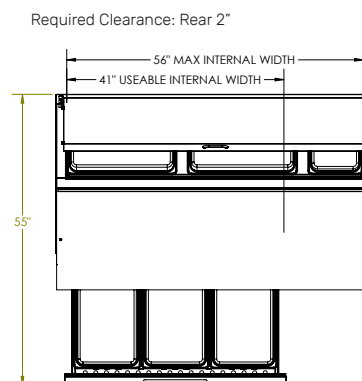 Required Clearance: Rear 2”
56" MAX INTERNAL WIDTH
41" USEABLE INTERNAL WIDTH
55"